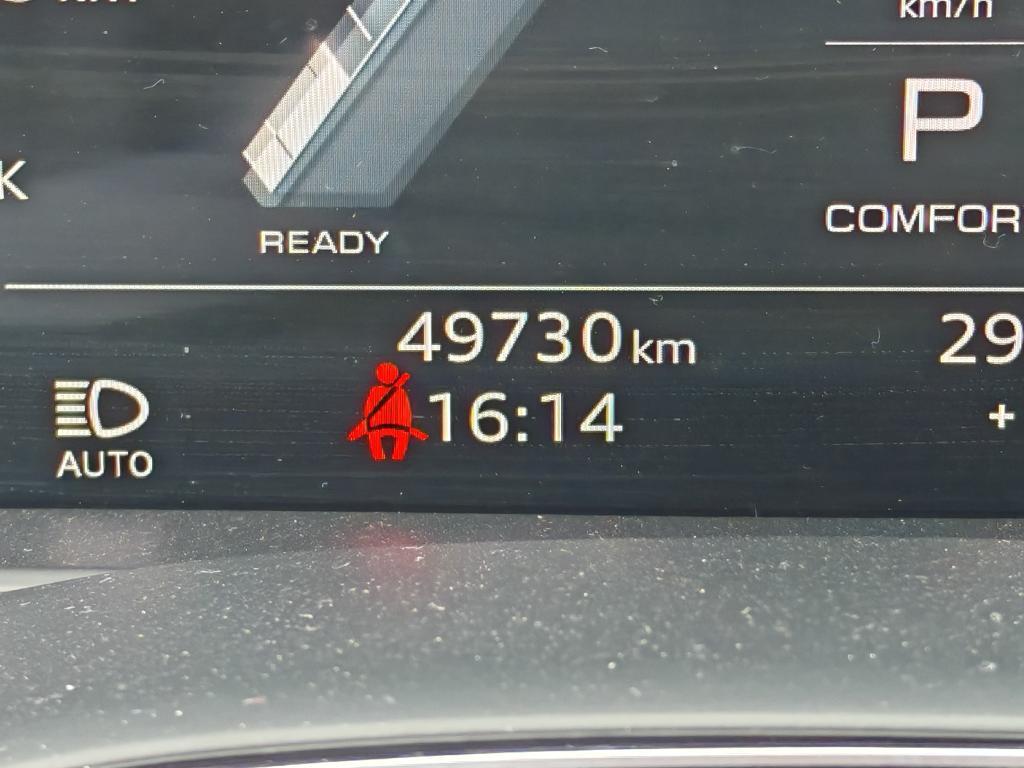 km/h
P
K
COMFOR
READY
49730 km
29
16:14
+
AUTO